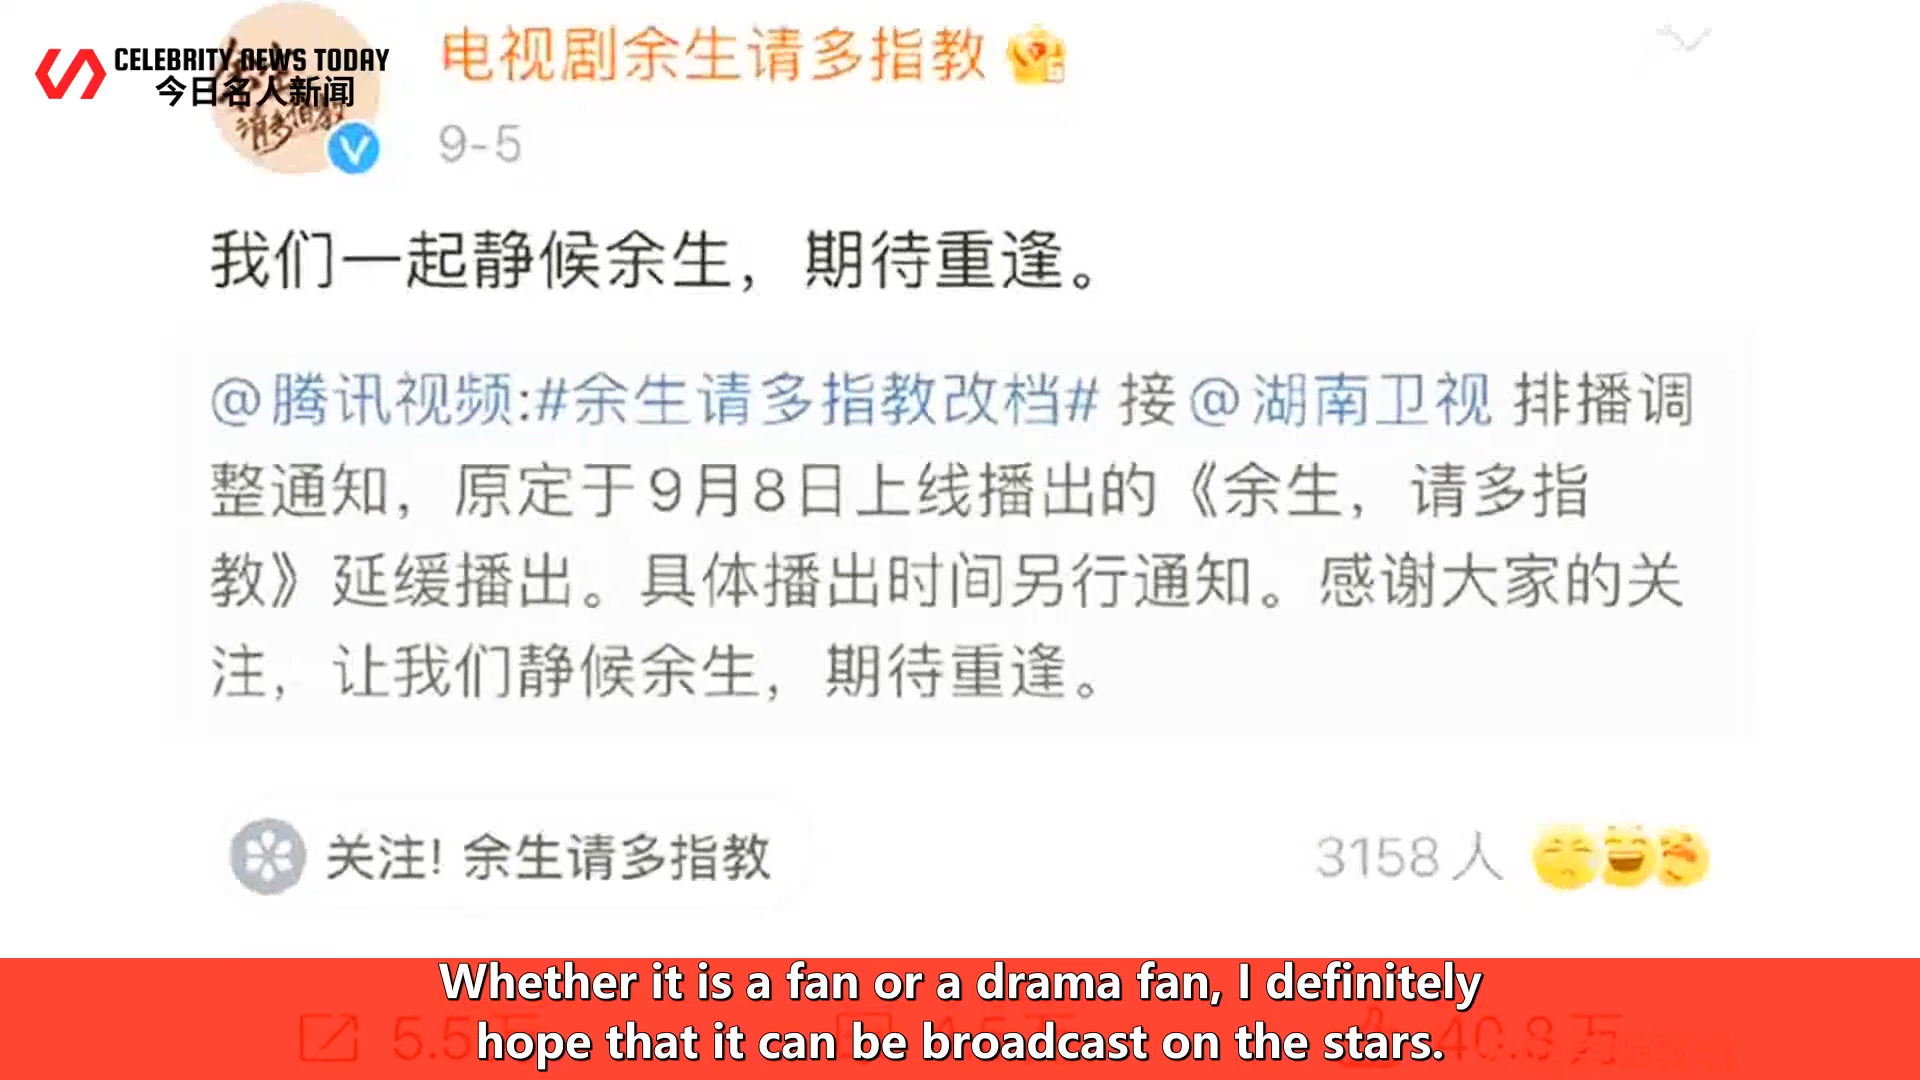 CELEBRITY NEWS TODAY
今日名人新闻
电视剧余生请多指教
9-5
我们一起静候余生，期待重逢。
@腾讯视频:#余生请多指教改档# 接@湖南卫视 排播调
整通知，原定于9月8日上线播出的《余生，请多指
教》延缓播出。具体播出时间另行通知。感谢大家的关
注，让我们静候余生，期待重逢。
关注! 余生请多指教
3158人
Whether it is a fan or a drama fan, I definitely
hope that it can be broadcast on the stars.
40.8万